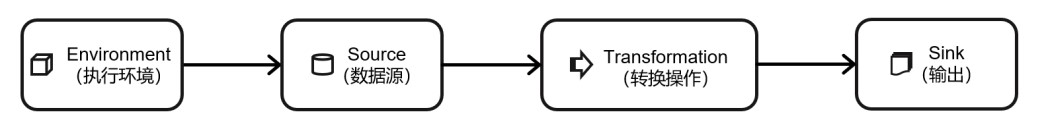 Environment
（执行环境）
Source
（数据源）
Transformation
（转换操作）
Sink
（输出）